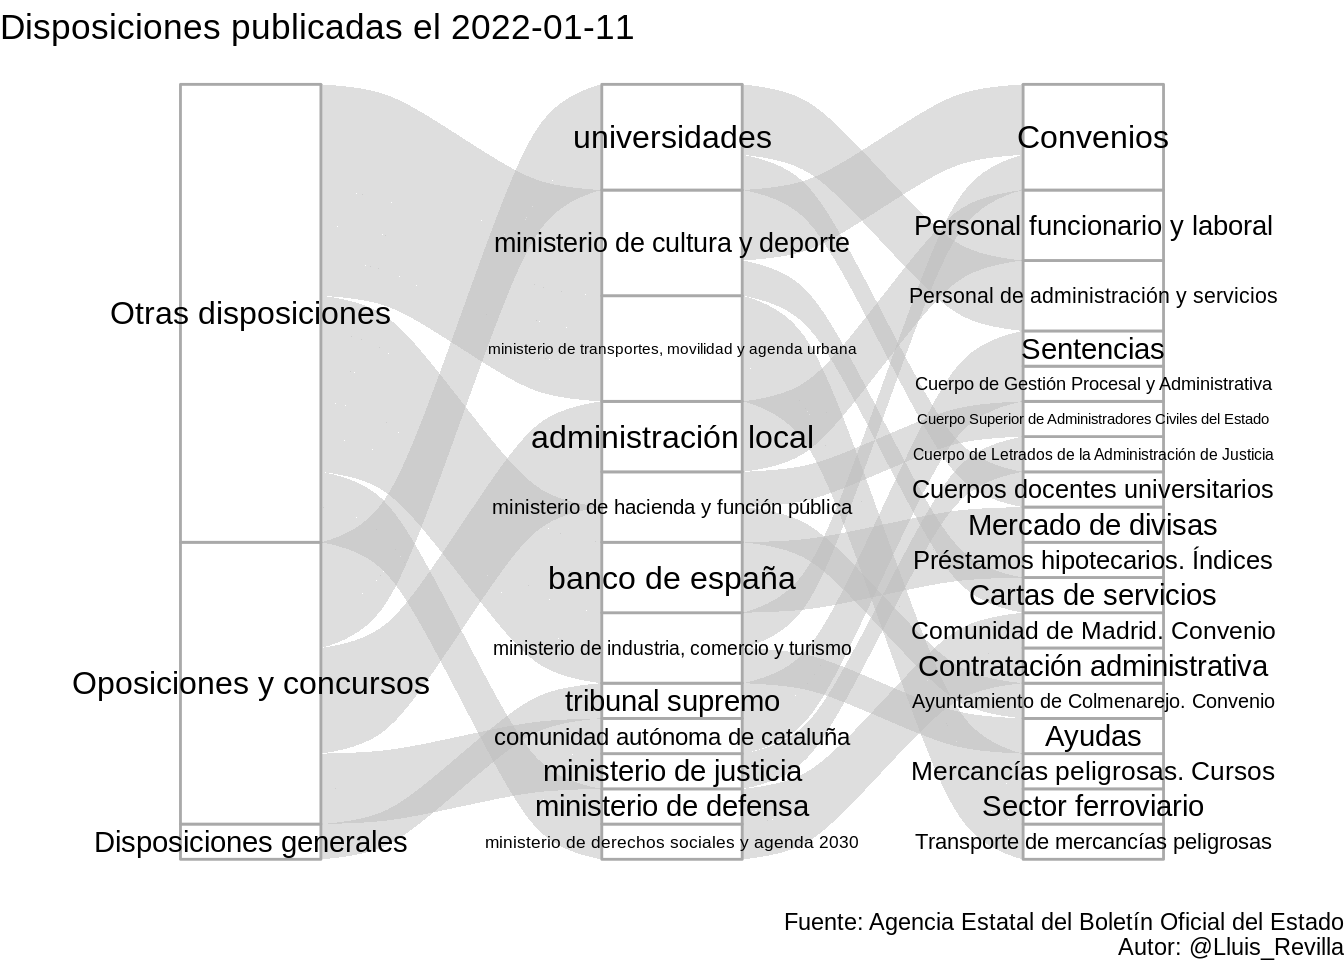 Disposiciones publicadas el 2022-01-11
Otras disposiciones
Oposiciones y concursos
Disposiciones generales
universidades
ministerio de cultura y deporte
ministerio de transportes, movilidad y agenda urbana
administración local
ministerio de hacienda y función pública
banco de españa
ministerio de industria, comercio y turismo
tribunal supremo
comunidad autónoma de cataluña
ministerio de justicia
ministerio de defensa
ministerio de derechos sociales y agenda 2030
Convenios
Personal funcionario y laboral
Personal de administración y servicios
Sentencias
Cuerpo de Gestión Procesal y Administrativa
Cuerpo Superior de Administradores Civiles del Estado
Cuerpo de Letrados de la Administración de Justicia
Cuerpos docentes universitarios
Mercado de divisas
Préstamos hipotecarios. Índices
Cartas de servicios
Comunidad de Madrid. Convenio
Contratación administrativa
Ayuntamiento de Colmenarejo. Convenio
Ayudas
Mercancías peligrosas. Cursos
Sector ferroviario
Transporte de mercancías peligrosas
Fuente: Agencia Estatal del Boletín Oficial del Estado
Autor: @Lluis_Revilla